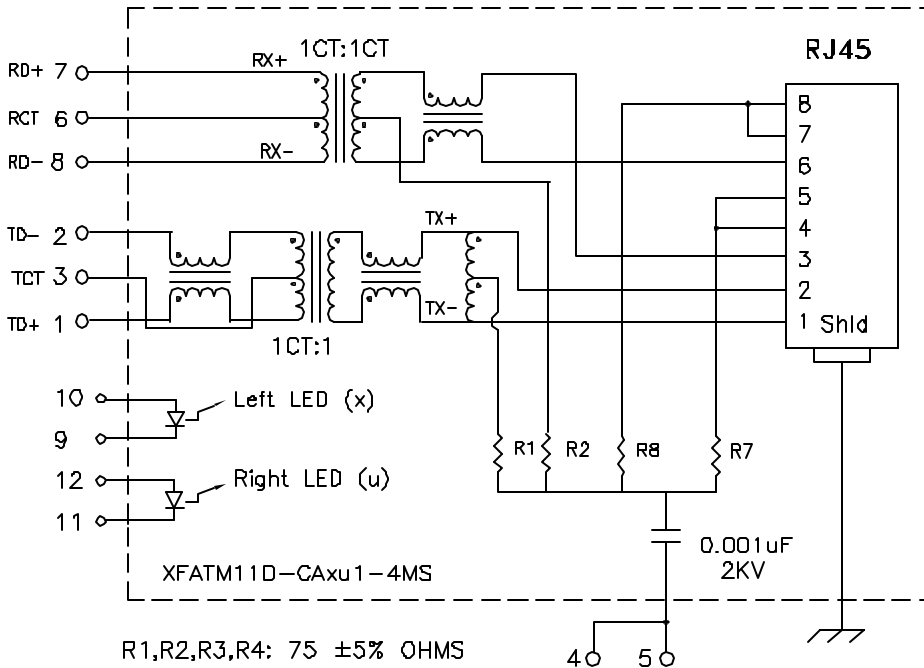 1CT:1CT
RJ45
RX+
RD+ 7
8
RCT 6
7
RX-
RD- 8
6
5
TX+
4
TD- 2
3
TCT 3
2
TX-
TD+ 1
1 Shld
1CT:1
10
Left LED (x)
9
R1
R2
R8
R7
12
Right LED (u)
11
0.001uF
2KV
XFATM11D-CAxu1-4MS
R1,R2,R3,R4: 75 ±5% OHMS
4
5